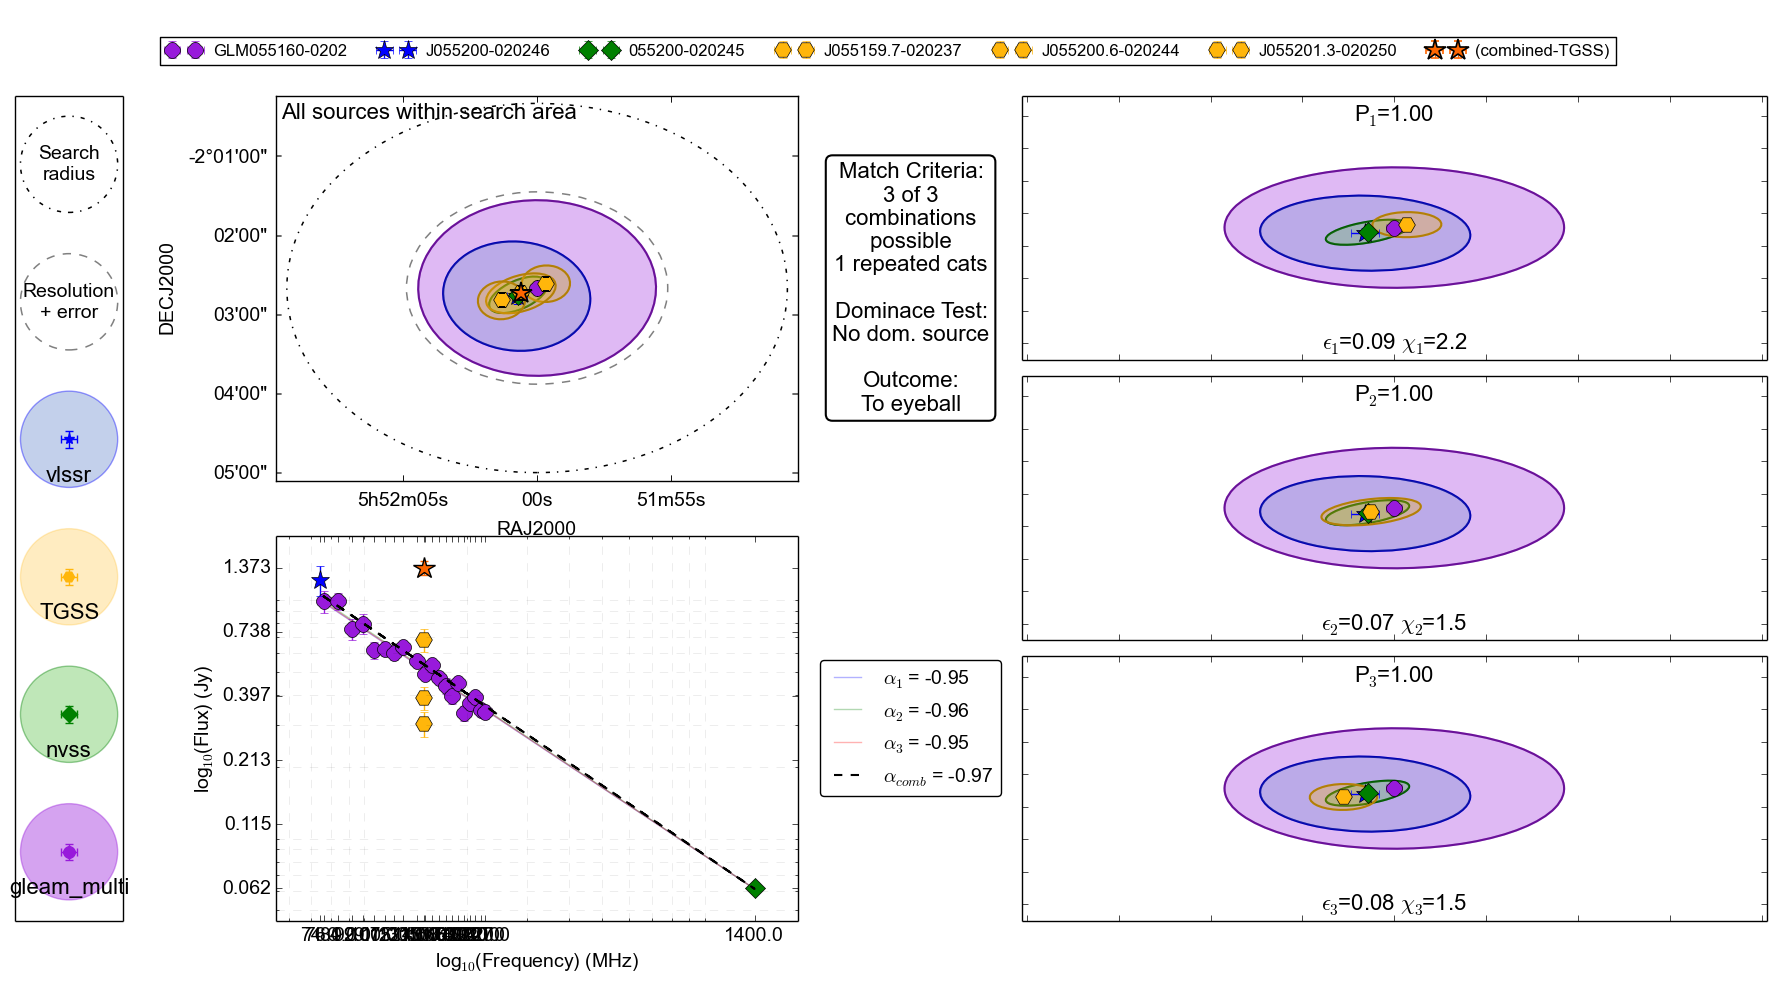 GLM055160-0202 J055200-020246 055200-020245 J055159.7-020237 J055200.6-020244 J055201.3-020250 (combined-TGSS)
Search
radius
Resolution
+ error
vlssr
TGSS
nvss
gleam_multi
All sources within search area
DECJ2000
-2°01'00"
02'00"
03'00"
04'00"
05'00"
5h52m05s 00s 51m55s
RAJ2000
Match Criteria:
3 of 3
combinations
possible
1 repeated cats
Dominace Test:
No dom. source
Outcome:
To eyeball
log10(Flux) (Jy)
1.373
0.738
0.397
0.213
0.115
0.062
1400.0
log10(Frequency) (MHz)
α1 = -0.95
α2 = -0.96
α3 = -0.95
αcomb = -0.97
P1=1.00
ϵ1=0.09 χ1=2.2
P2=1.00
ϵ2=0.07 χ2=1.5
P3=1.00
ϵ3=0.08 χ3=1.5